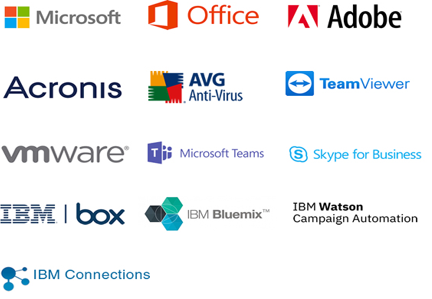 Microsoft
Office
Adobe
Acronis
AVG
Anti-Virus
TeamViewer
vmware®
Microsoft Teams
Skype for Business
IBM | box
IBM Bluemix™
IBM Watson
Campaign Automation
IBM Connections